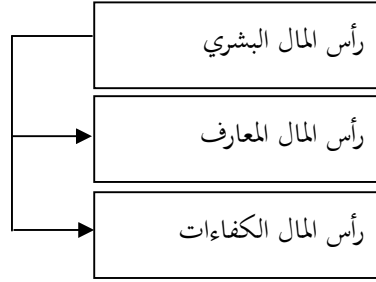 رأس المال البشري
رأس المال المعارف
رأس المال الكفاءات